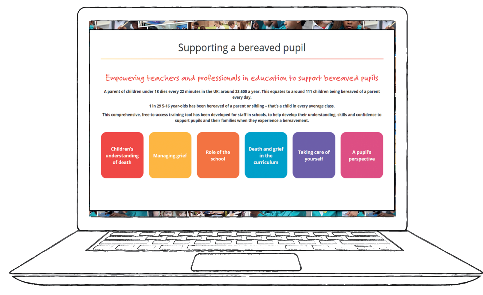 Supporting a bereaved pupil
Empowering teachers and professionals in education to support bereaved pupils
A parent of children under 18 dies every 22 minutes in the UK; around 23,600 a year. This equates to around 111 children being bereaved of a parent
every day.
1 in 29 5-16 year-olds has been bereaved of a parent or sibling - that's a child in every average class.
This comprehensive, free to access training tool has been developed for staff in schools, to help develop their understanding, skills and confidence to
support pupils and their families when they experience a bereavement.
Children's
understanding
of death
Managing grief
Role of the
school
Death and grief
in the
curriculum
Taking care of
yourself
A pupil's
perspective